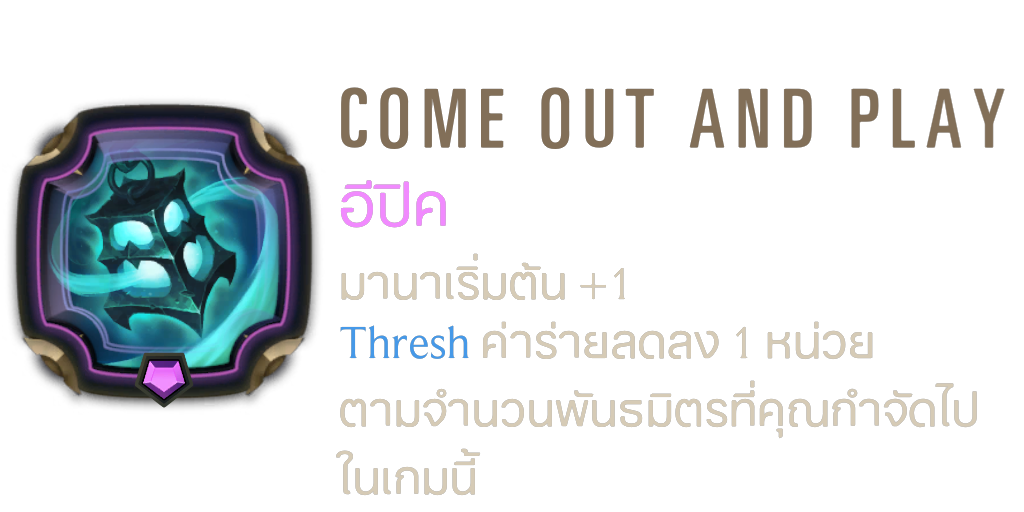 COME OUT AND PLAY
อีปิค
มานาเริ่มต้น +1
Thresh ค่าร่ายลดลง 1 หน่วย
ตามจำนวนพันธมิตรที่คุณกำจัดไป
ในเกมนี้